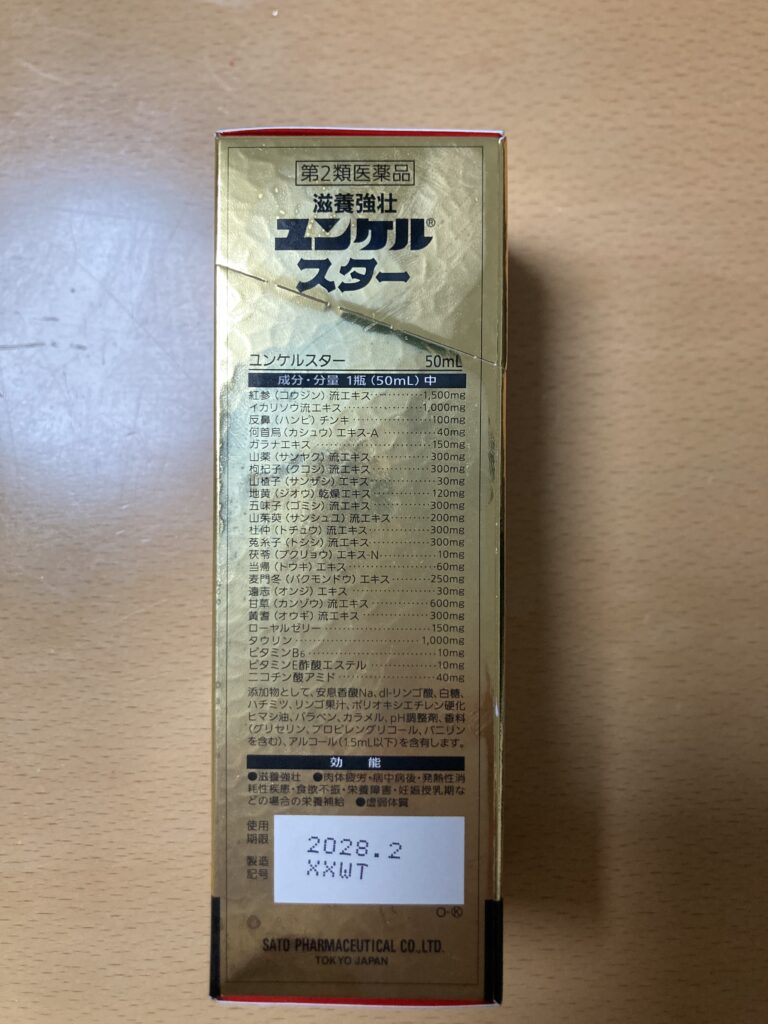 第2類医薬品
滋養強壮
ユンケル®
スター
ユンケルスター 50mL
成分・分量 1瓶(50mL)中
紅参(コウジン)流エキス 1,500mg
イカリソウ流エキス 1,000mg
反鼻(ハンピ)チンキ 100mg
何首烏(カシュウ)エキス-A 40mg
ガラナエキス 150mg
山薬(サンヤク)流エキス 300mg
枸杞子(クコシ)流エキス 300mg
山楂子(サンザシ)エキス 30mg
地黄(ジオウ)乾燥エキス 120mg
五味子(ゴミシ)流エキス 300mg
山茱萸(サンシュユ)流エキス 200mg
杜仲(トチュウ)流エキス 300mg
菟糸子(トシシ)流エキス 300mg
茯苓(ブクリョウ)エキス-N 10mg
当帰(トウキ)エキス 60mg
麦門冬(バクモンドウ)エキス 250mg
遠志(オンジ)エキス 30mg
甘草(カンゾウ)流エキス 600mg
黄耆(オウギ)流エキス 300mg
ローヤルゼリー 150mg
タウリン 1,000mg
ビタミンB₆ 10mg
ビタミンE酢酸エステル 10mg
ニコチン酸アミド 40mg
添加物として、安息香酸Na、dl-リンゴ酸、白糖、
ハチミツ、リンゴ果汁、ポリオキシエチレン硬化
ヒマシ油、パラベン、カラメル、pH調整剤、香料
(グリセリン、プロピレングリコール、バニリン
を含む)、アルコール(1.5mL以下)を含有します。
効 能
●滋養強壮 ●肉体疲労・病中病後・発熱性消
耗性疾患・食欲不振・栄養障害・妊娠授乳期な
どの場合の栄養補給 ●虚弱体質
使用
期限
2028.2
製造
記号
XXWT
O-Ⓚ
SATO PHARMACEUTICAL CO.,LTD.
TOKYO JAPAN